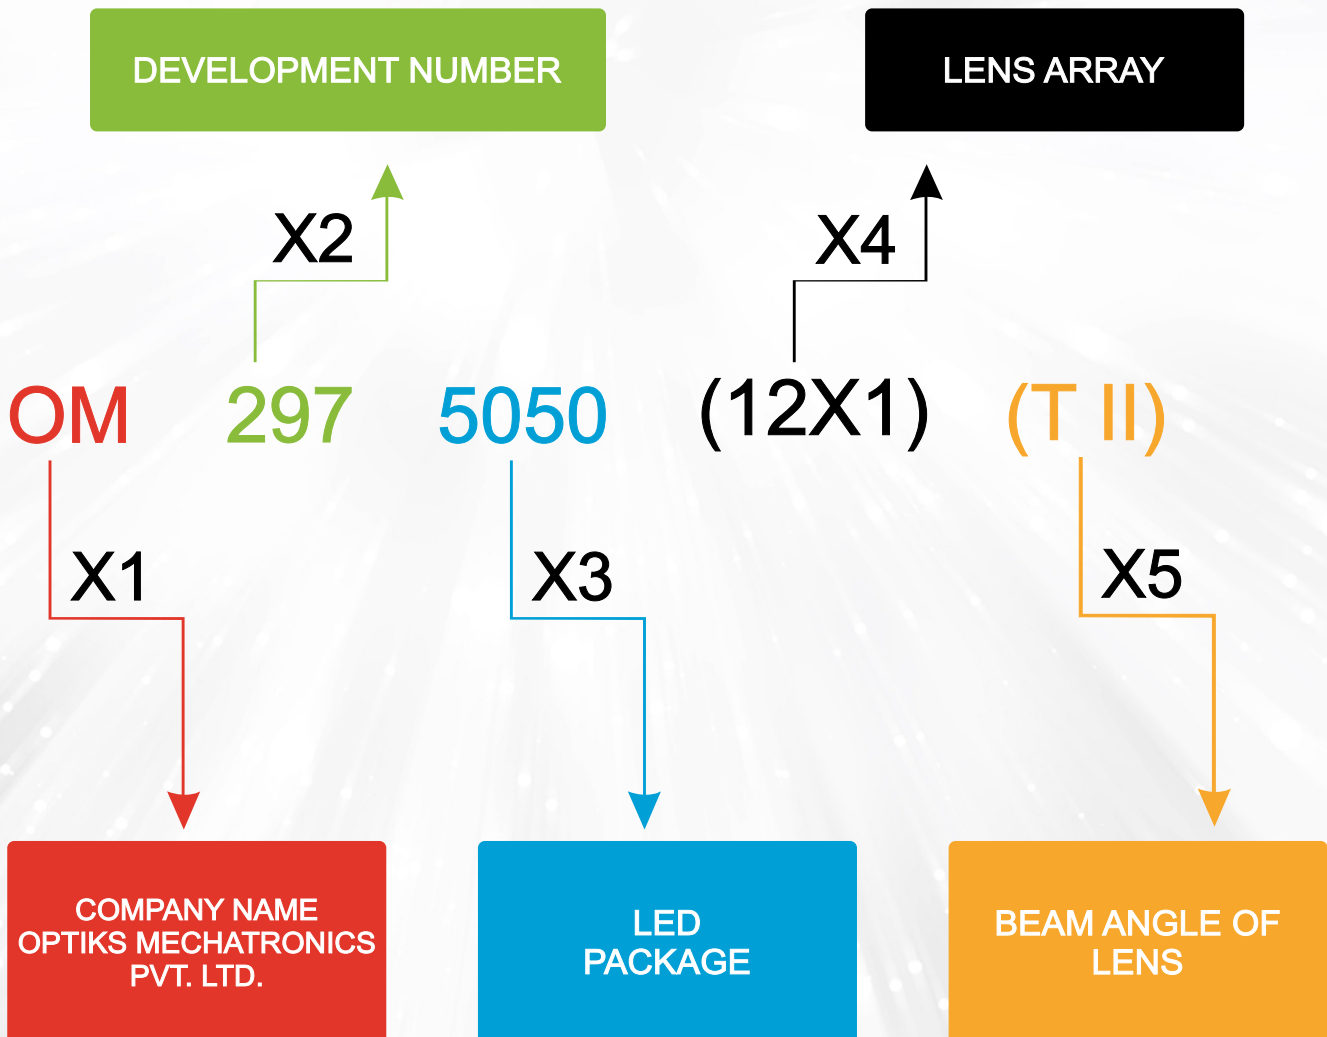 DEVELOPMENT NUMBER
LENS ARRAY
X2
X4
OM 297 5050 (12X1) (T II)
X1
X3
X5
COMPANY NAME
OPTIKS MECHATRONICS
PVT. LTD.
LED
PACKAGE
BEAM ANGLE OF
LENS